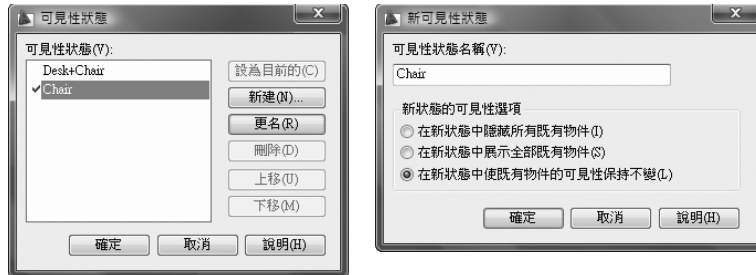 可見性狀態
可見性狀態(V):
Desk+Chair
Chair
設為目前的(C)
新建(N)...
更名(R)
刪除(D)
上移(U)
下移(M)
確定
取消
說明(H)
新可見性狀態
可見性狀態名稱(V):
Chair
新狀態的可見性選項
在新狀態中隱藏所有既有物件(I)
在新狀態中展示全部既有物件(S)
在新狀態中使既有物件的可見性保持不變(L)
確定
取消
說明(H)